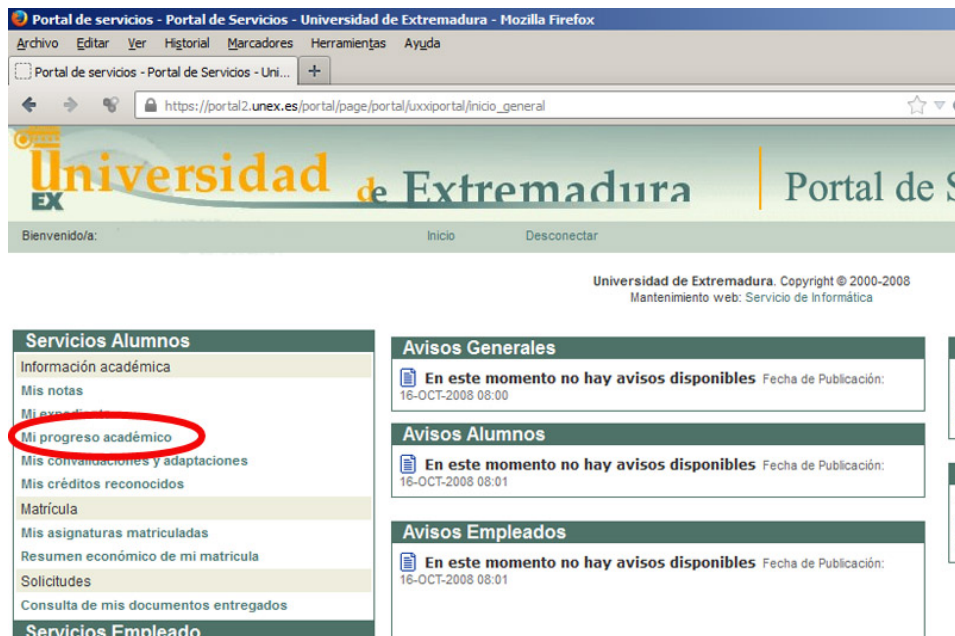 Portal de servicios - Portal de Servicios - Universidad de Extremadura - Mozilla Firefox
Archivo Editar Ver Historial Marcadores Herramientas Ayuda
Portal de servicios - Portal de Servicios - Uni... +
https://portal2.unex.es/portal/page/portal/uxxiportal/inicio_general
Universidad de Extremadura
EX
Portal de S
Bienvenido/a: Inicio Desconectar
Universidad de Extremadura. Copyright © 2000-2008
Mantenimiento web: Servicio de Informática
Servicios Alumnos
Información académica
Mis notas
Mi expediente
Mi progreso académico
Mis convalidaciones y adaptaciones
Mis créditos reconocidos
Matrícula
Mis asignaturas matriculadas
Resumen económico de mi matricula
Solicitudes
Consulta de mis documentos entregados
Servicios Empleado
Avisos Generales
En este momento no hay avisos disponibles Fecha de Publicación:
16-OCT-2008 08:00
Avisos Alumnos
En este momento no hay avisos disponibles Fecha de Publicación:
16-OCT-2008 08:01
Avisos Empleados
En este momento no hay avisos disponibles Fecha de Publicación:
16-OCT-2008 08:01